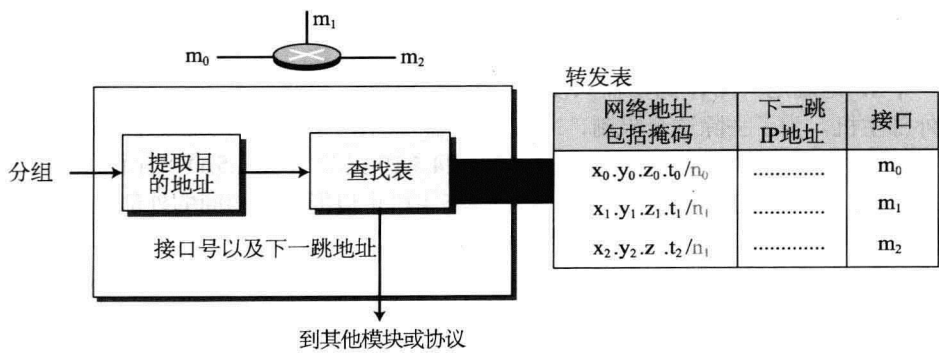 m₁
m₀
m₂
转发表
网络地址
包括掩码
下一跳
IP地址
接口
分组
提取目
的地址
查找表
x₀.y₀.z₀.t₀/n₀ ............ m₀
x₁.y₁.z₁.t₁/n₁ ............ m₁
x₂.y₂.z .t₂/n₁ ............ m₂
接口号以及下一跳地址
到其他模块或协议